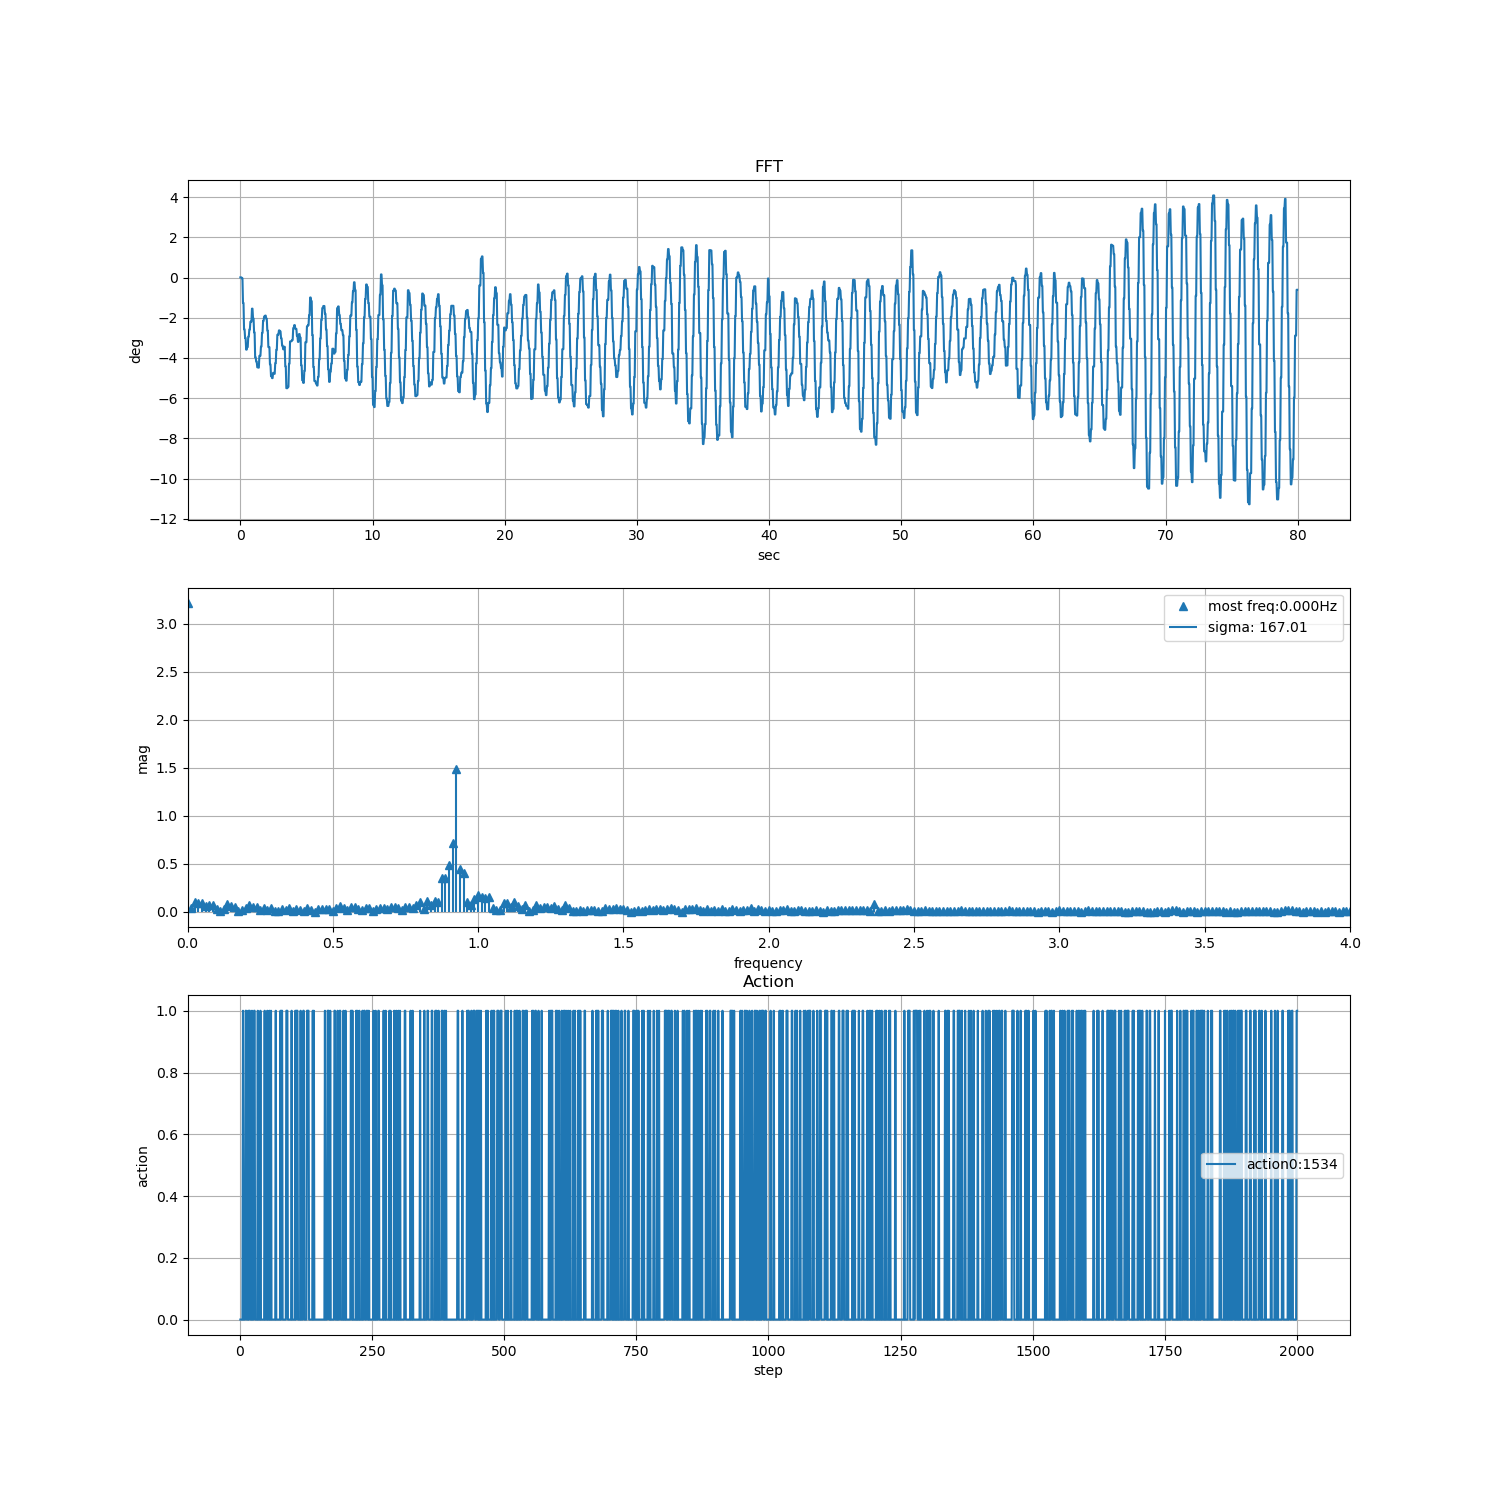 FFT
4
2
0
−2
−4
−6
−8
−10
−12
deg
0 10 20 30 40 50 60 70 80
sec
most freq:0.000Hz
sigma: 167.01
3.0
2.5
2.0
1.5
1.0
0.5
0.0
mag
0.0 0.5 1.0 1.5 2.0 2.5 3.0 3.5 4.0
frequency
Action
1.0
0.8
0.6
0.4
0.2
0.0
action
action0:1534
0 250 500 750 1000 1250 1500 1750 2000
step